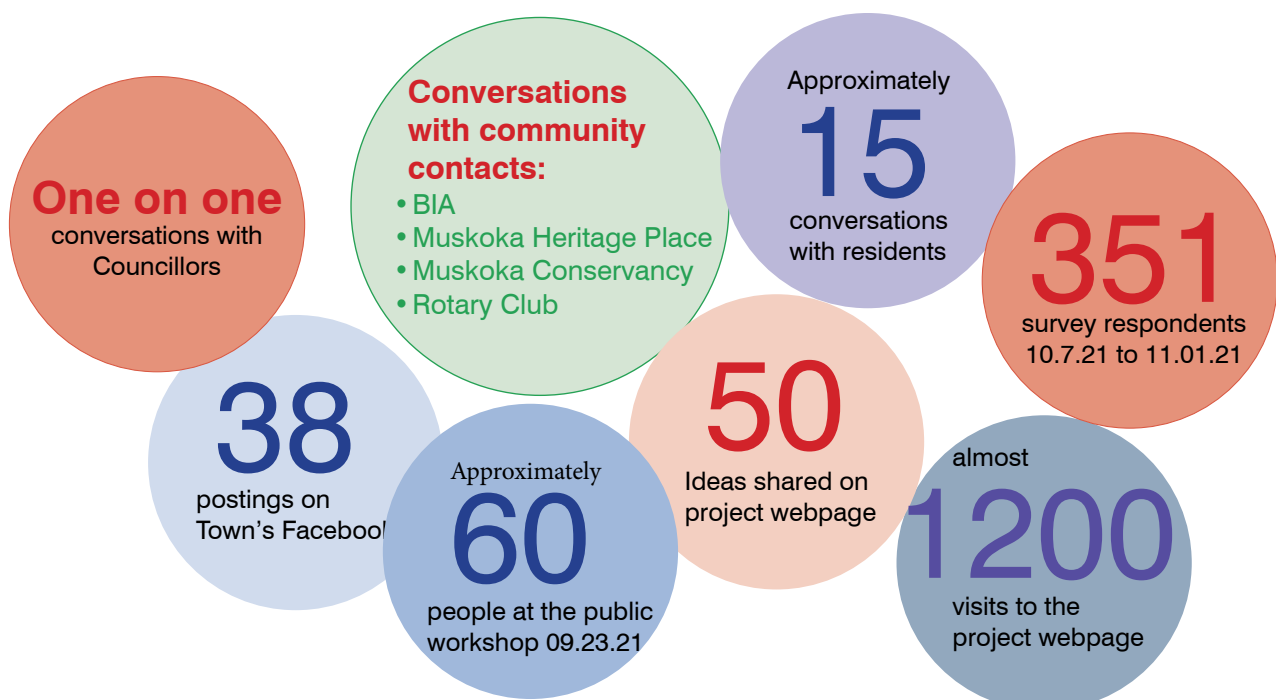 One on one
conversations with
Councillors
Conversations
with community
contacts:
• BIA
• Muskoka Heritage Place
• Muskoka Conservancy
• Rotary Club
Approximately
15
conversations
with residents
351
survey respondents
10.7.21 to 11.01.21
38
postings on
Town's Facebook
Approximately
60
people at the public
workshop 09.23.21
50
Ideas shared on
project webpage
almost
1200
visits to the
project webpage